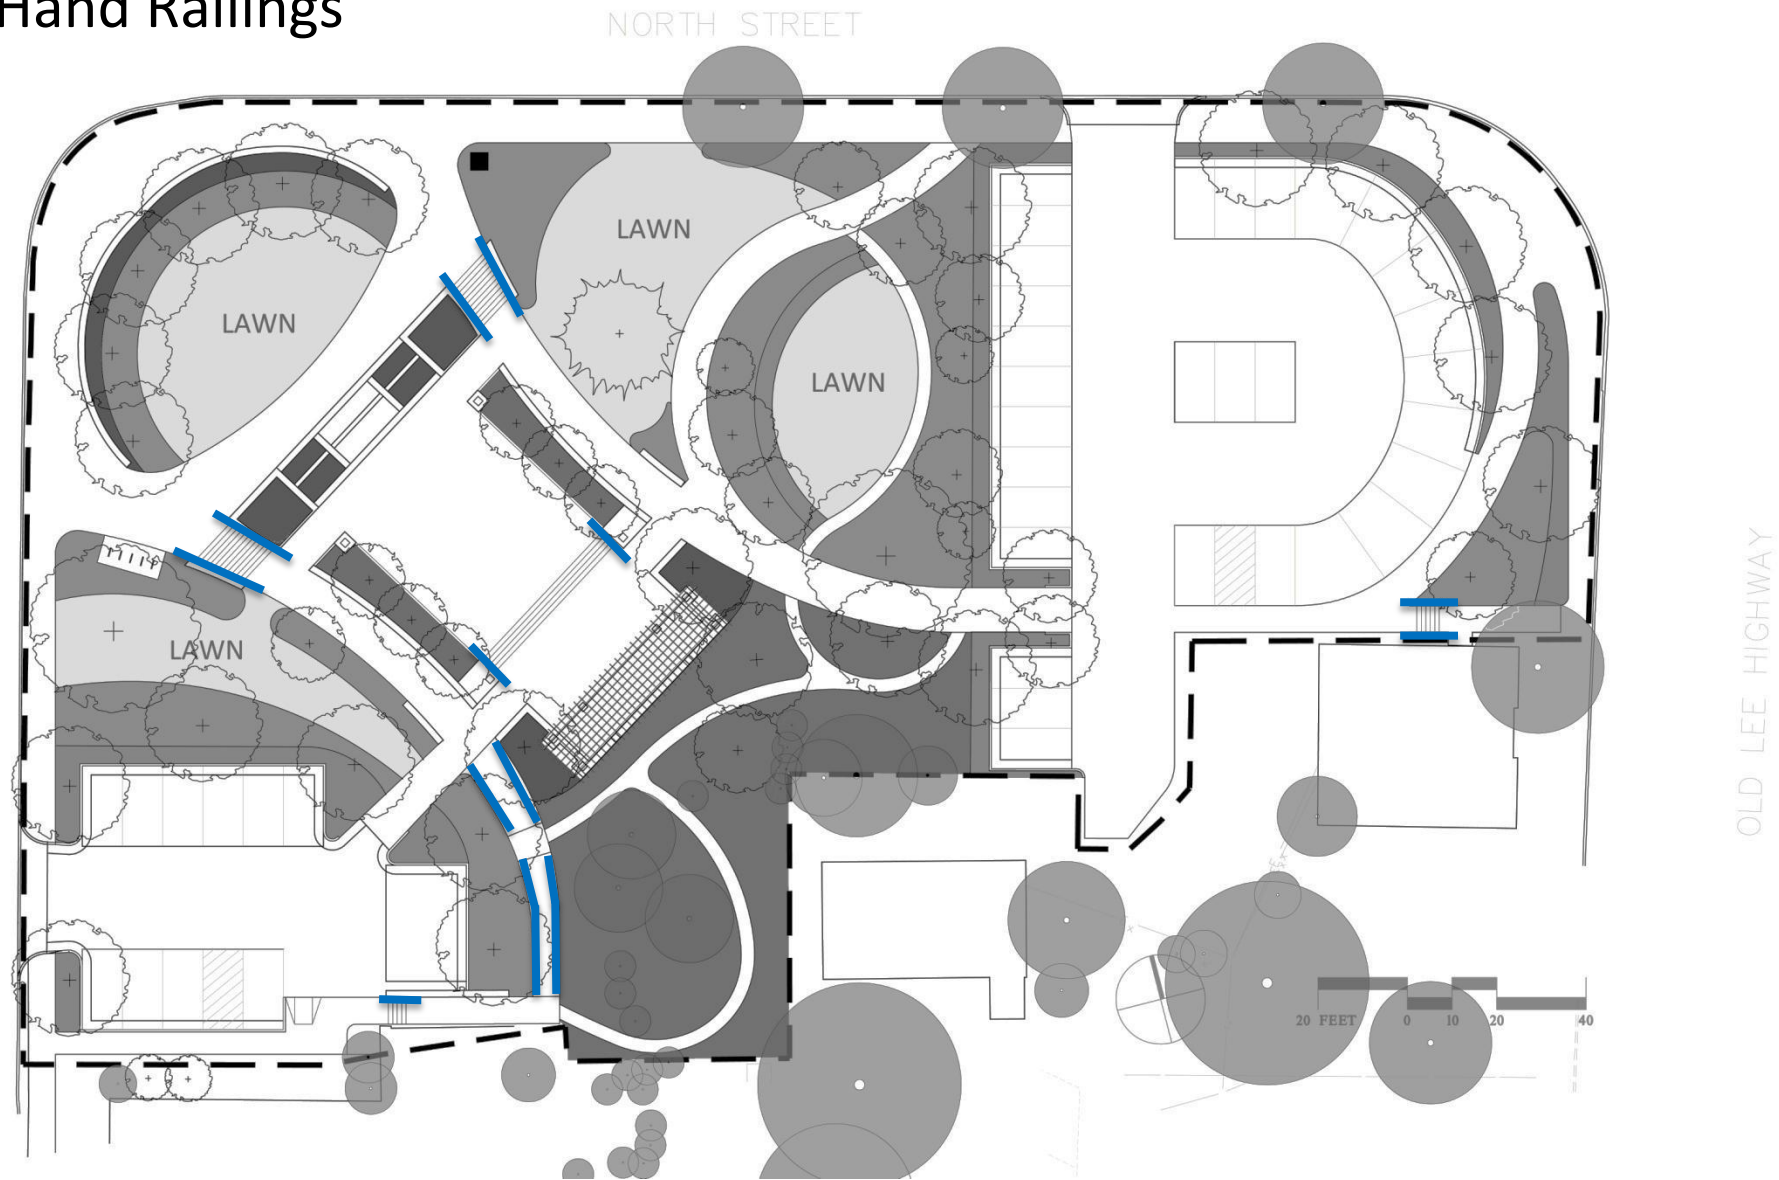 Hand Railings
NORTH STREET
LAWN
LAWN
LAWN
LAWN
OLD LEE HIGHWAY
20 FEET 0 10 20 40